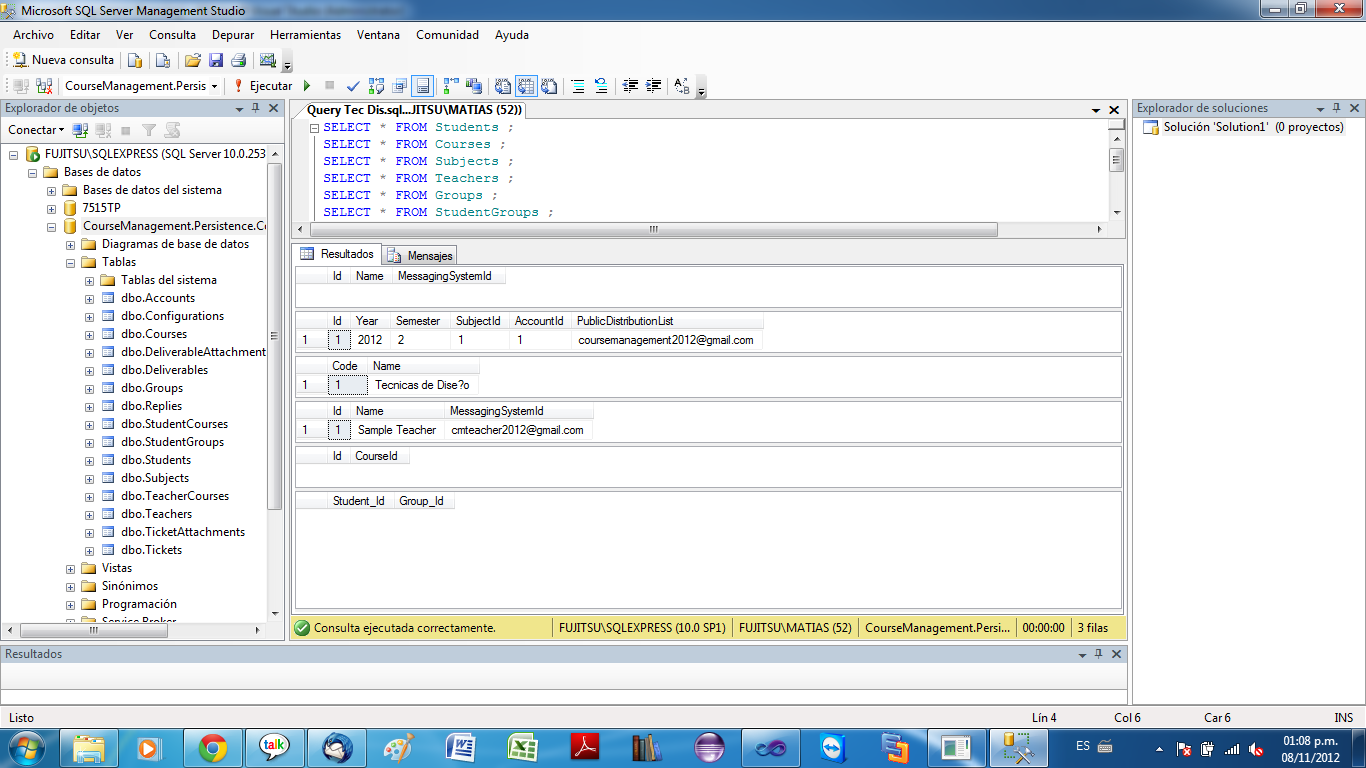 Microsoft SQL Server Management Studio
Archivo Editar Ver Consulta Depurar Herramientas Ventana Comunidad Ayuda
Nueva consulta
CourseManagement.Persis Ejecutar
Explorador de objetos
Conectar
FUJITSU\SQLEXPRESS (SQL Server 10.0.253
Bases de datos
Bases de datos del sistema
7515TP
CourseManagement.Persistence.Co
Diagramas de base de datos
Tablas
Tablas del sistema
dbo.Accounts
dbo.Configurations
dbo.Courses
dbo.DeliverableAttachment
dbo.Deliverables
dbo.Groups
dbo.Replies
dbo.StudentCourses
dbo.StudentGroups
dbo.Students
dbo.Subjects
dbo.TeacherCourses
dbo.Teachers
dbo.TicketAttachments
dbo.Tickets
Vistas
Sinónimos
Programación
Service Broker
Query Tec Dis.sql...JITSU\MATIAS (52))
SELECT * FROM Students ;
SELECT * FROM Courses ;
SELECT * FROM Subjects ;
SELECT * FROM Teachers ;
SELECT * FROM Groups ;
SELECT * FROM StudentGroups ;
Resultados Mensajes
Id Name MessagingSystemId
Id Year Semester SubjectId AccountId PublicDistributionList
1 1 2012 2 1 1 coursemanagement2012@gmail.com
Code Name
1 1 Tecnicas de Dise?o
Id Name MessagingSystemId
1 1 Sample Teacher cmteacher2012@gmail.com
Id CourseId
Student_Id Group_Id
Consulta ejecutada correctamente. FUJITSU\SQLEXPRESS (10.0 SP1) FUJITSU\MATIAS (52) CourseManagement.Persi... 00:00:00 3 filas
Explorador de soluciones
Solución 'Solution1' (0 proyectos)
Resultados
Listo Lín 4 Col 6 Car 6 INS
talk
ES
01:08 p.m.
08/11/2012